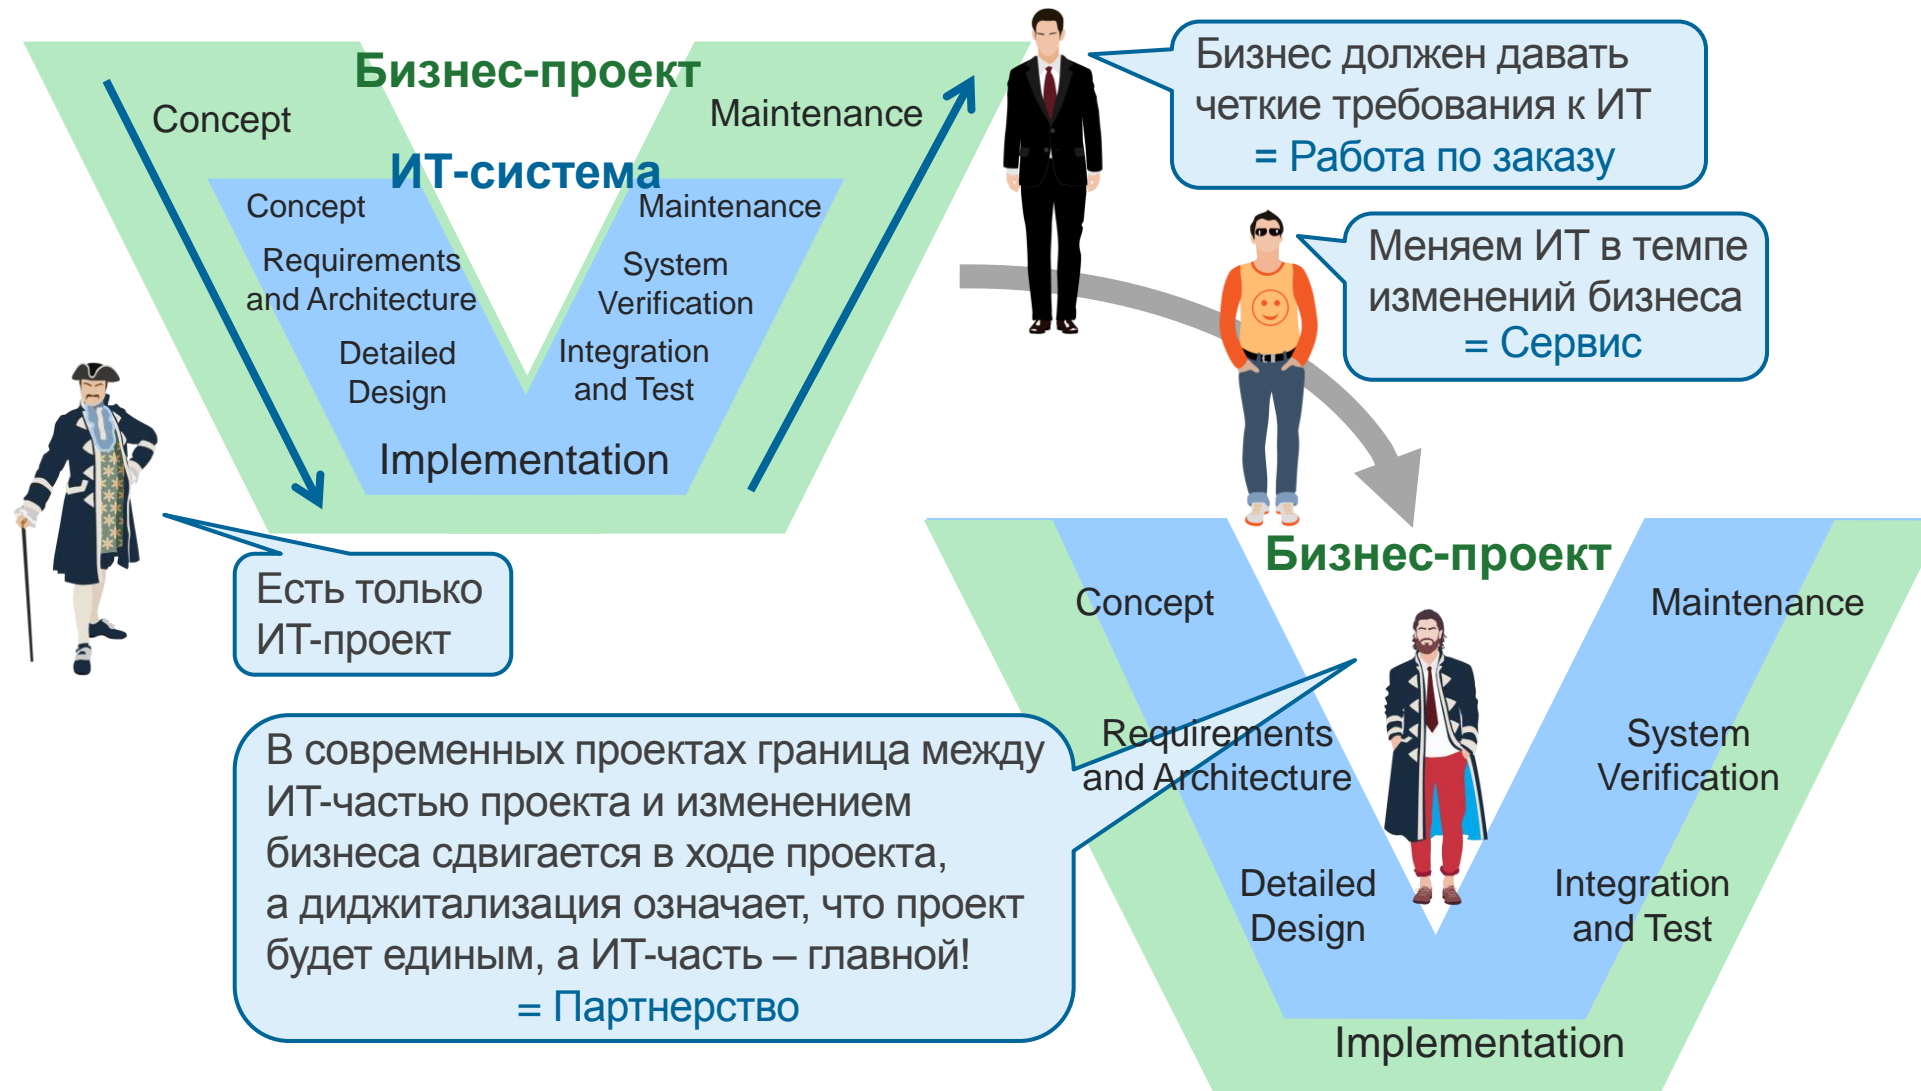 Бизнес-проект
Concept
Maintenance
ИТ-система
Concept
Maintenance
Requirements
and Architecture
System
Verification
Detailed
Design
Integration
and Test
Implementation
Бизнес должен давать
четкие требования к ИТ
= Работа по заказу
Меняем ИТ в темпе
изменений бизнеса
= Сервис
Есть только
ИТ-проект
В современных проектах граница между
ИТ-частью проекта и изменением
бизнеса сдвигается в ходе проекта,
а диджитализация означает, что проект
будет единым, а ИТ-часть – главной!
= Партнерство
Бизнес-проект
Concept
Maintenance
Requirements
and Architecture
System
Verification
Detailed
Design
Integration
and Test
Implementation